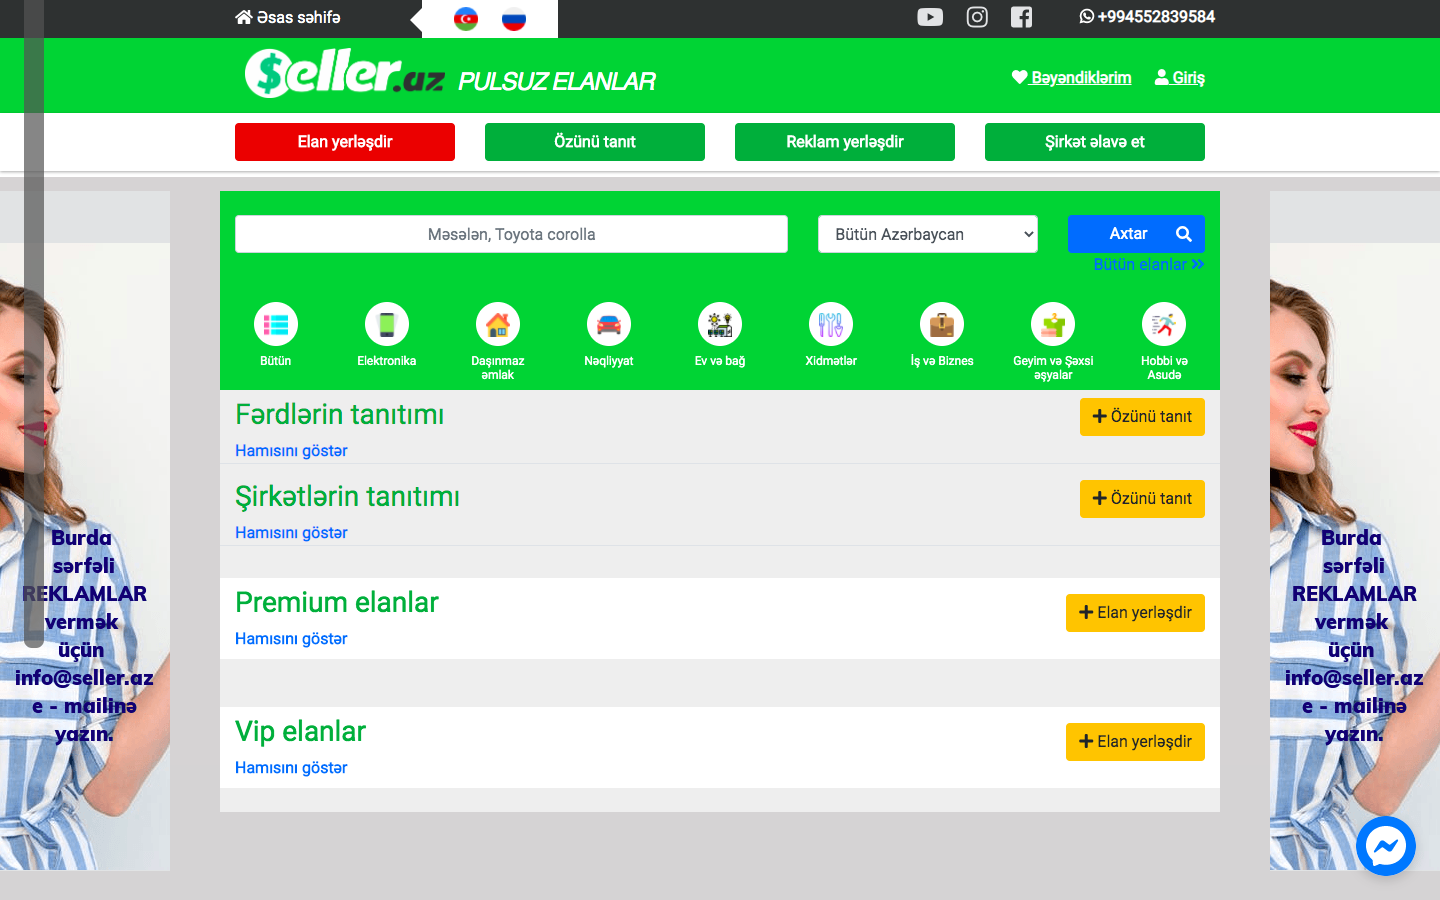 Əsas səhifə
+994552839584
$eller.az PULSUZ ELANLAR
Bəyəndiklərim
Giriş
Elan yerləşdir
Özünü tanıt
Reklam yerləşdir
Şirkət əlavə et
Məsələn, Toyota corolla
Bütün Azərbaycan
Axtar
Bütün elanlar
Bütün
Elektronika
Daşınmaz
əmlak
Nəqliyyat
Ev və bağ
Xidmətlər
İş və Biznes
Geyim və Şəxsi
əşyalar
Hobbi və
Asudə
Fərdlərin tanıtımı
Özünü tanıt
Hamısını göstər
Şirkətlərin tanıtımı
Özünü tanıt
Hamısını göstər
Premium elanlar
Elan yerləşdir
Hamısını göstər
Vip elanlar
Elan yerləşdir
Hamısını göstər
Burda
sərfəli
REKLAMLAR
vermək
üçün
info@seller.az
e - mailinə
yazın.
Burda
sərfəli
REKLAMLAR
vermək
üçün
info@seller.az
e - mailinə
yazın.